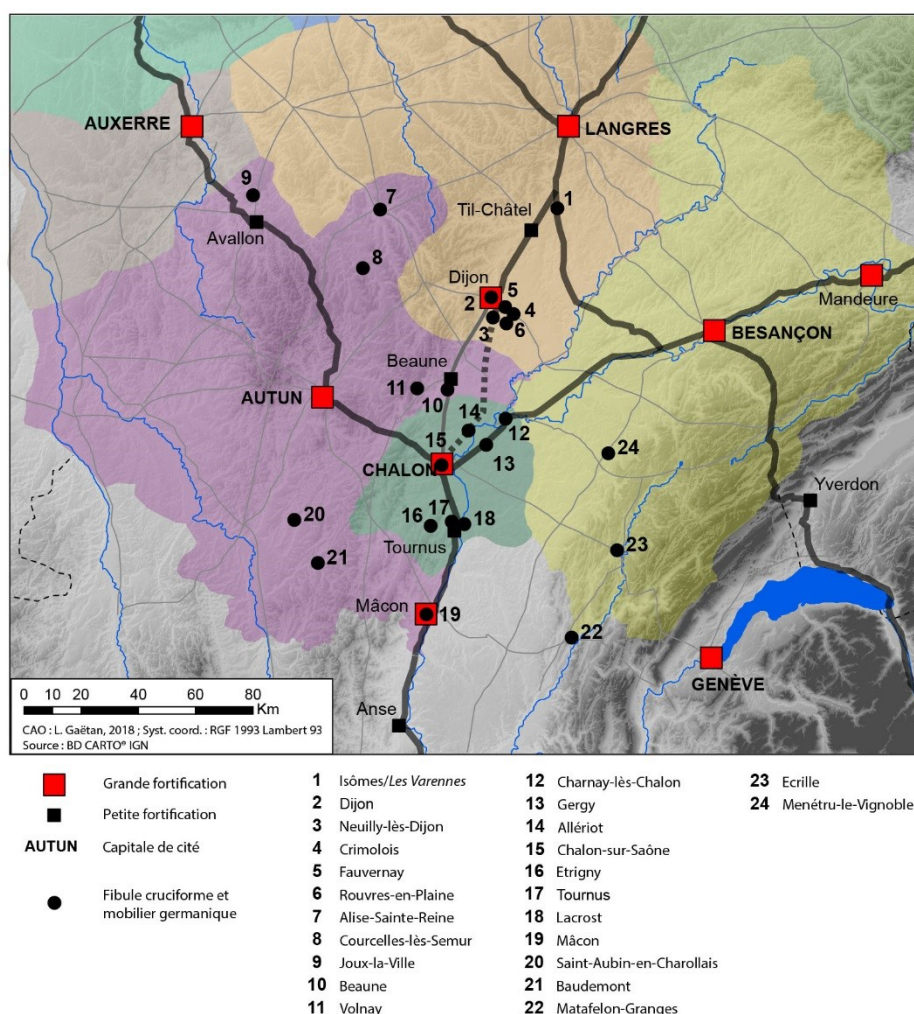 AUXERRE
LANGRES
9
7
1
Avallon
Til-Châtel
8
Dijon
5
2
4
3
6
Mandeure
BESANÇON
Beaune
11
10
AUTUN
14
12
15
13
CHALON
24
Yverdon
20
16
17
18
Tournus
21
23
Mâcon
19
22
GENÈVE
Anse
0 20 40 60 80
Km
CAO : L. Gaëtan, 2018 ; Syst. coord. : RGF 1993 Lambert 93
Source : BD CARTO® IGN
Grande fortification
Petite fortification
AUTUN Capitale de cité
Fibule cruciforme et
mobilier germanique
1 Isômes/Les Varennes
2 Dijon
3 Neuilly-lès-Dijon
4 Crimolois
5 Fauvernay
6 Rouvres-en-Plaine
7 Alise-Sainte-Reine
8 Courcelles-lès-Semur
9 Joux-la-Ville
10 Beaune
11 Volnay
12 Charnay-lès-Chalon
13 Gergy
14 Allériot
15 Chalon-sur-Saône
16 Etrigny
17 Tournus
18 Lacrost
19 Mâcon
20 Saint-Aubin-en-Charollais
21 Baudemont
22 Matafelon-Granges
23 Ecrille
24 Menétru-le-Vignoble